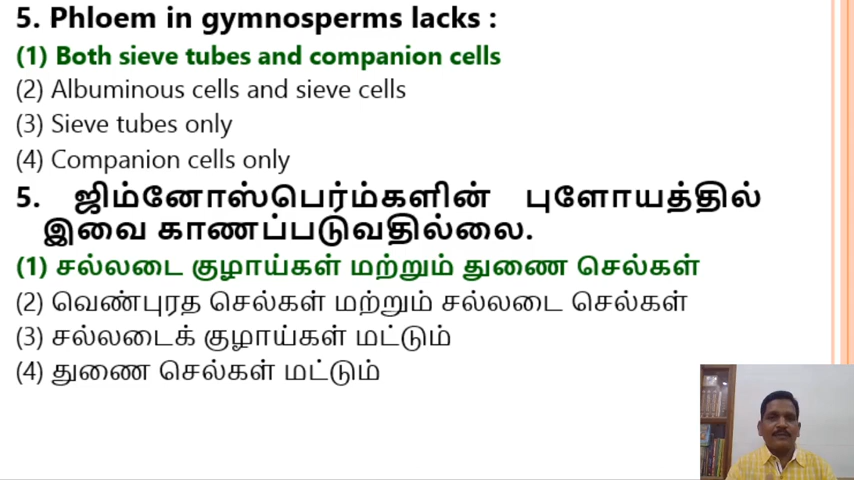 5. Phloem in gymnosperms lacks :
(1) Both sieve tubes and companion cells
(2) Albuminous cells and sieve cells
(3) Sieve tubes only
(4) Companion cells only
5. ஜிம்னோஸ்பெர்ம்களின் புளோயத்தில்
இவை காணப்படுவதில்லை.
(1) சல்லடை குழாய்கள் மற்றும் துணை செல்கள்
(2) வெண்புரத செல்கள் மற்றும் சல்லடை செல்கள்
(3) சல்லடைக் குழாய்கள் மட்டும்
(4) துணை செல்கள் மட்டும்